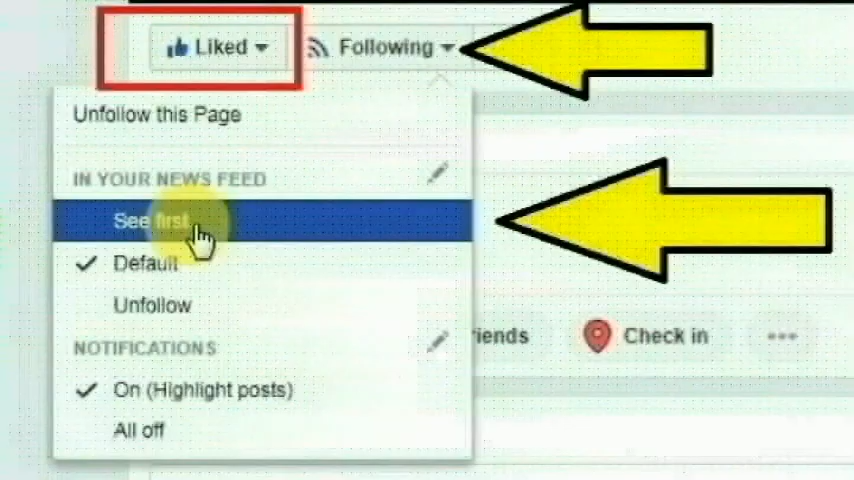 Liked Following
Unfollow this Page
IN YOUR NEWS FEED
See first
Default
Unfollow
riends Check in
NOTIFICATIONS
On (Highlight posts)
All off